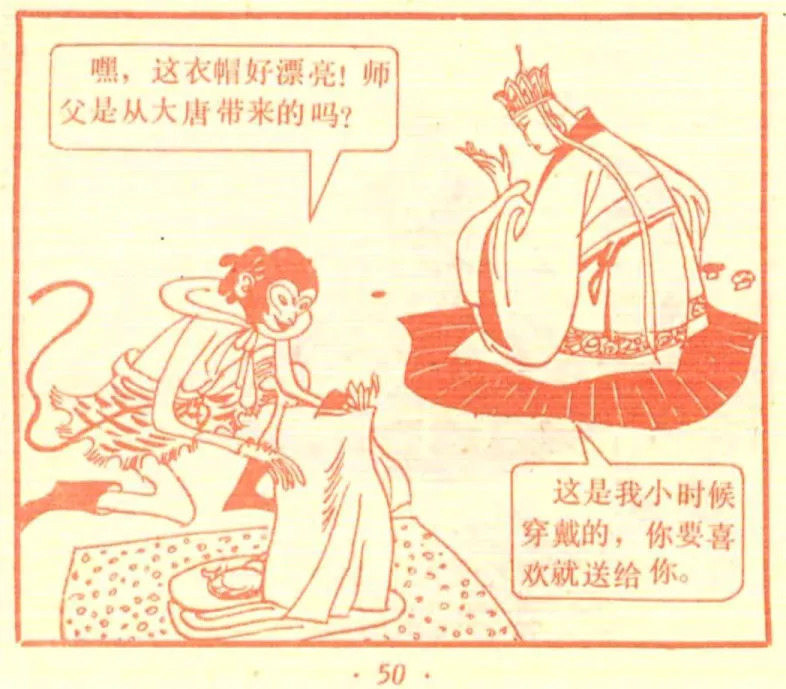 嘿，这衣帽好漂亮！师
父是从大唐带来的吗？
这是我小时候
穿戴的，你要喜
欢就送给你。
· 50 ·